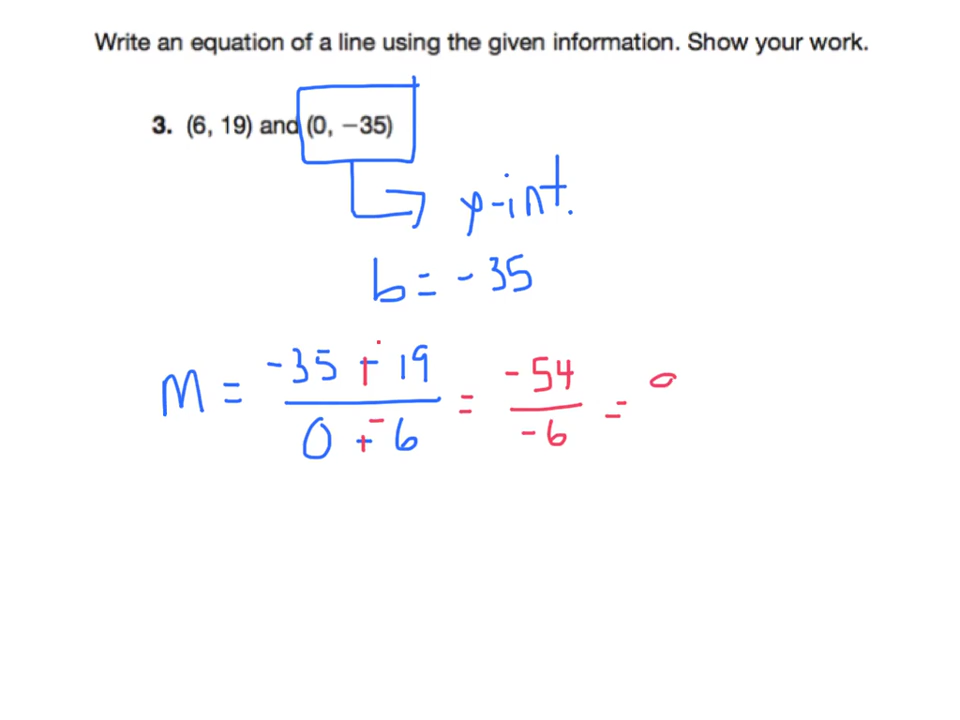 Write an equation of a line using the given information. Show your work.
3. (6, 19) and (0, −35)
y-int.
b = -35
M = -35 + 19 / 0 + -6 = -54 / -6 =